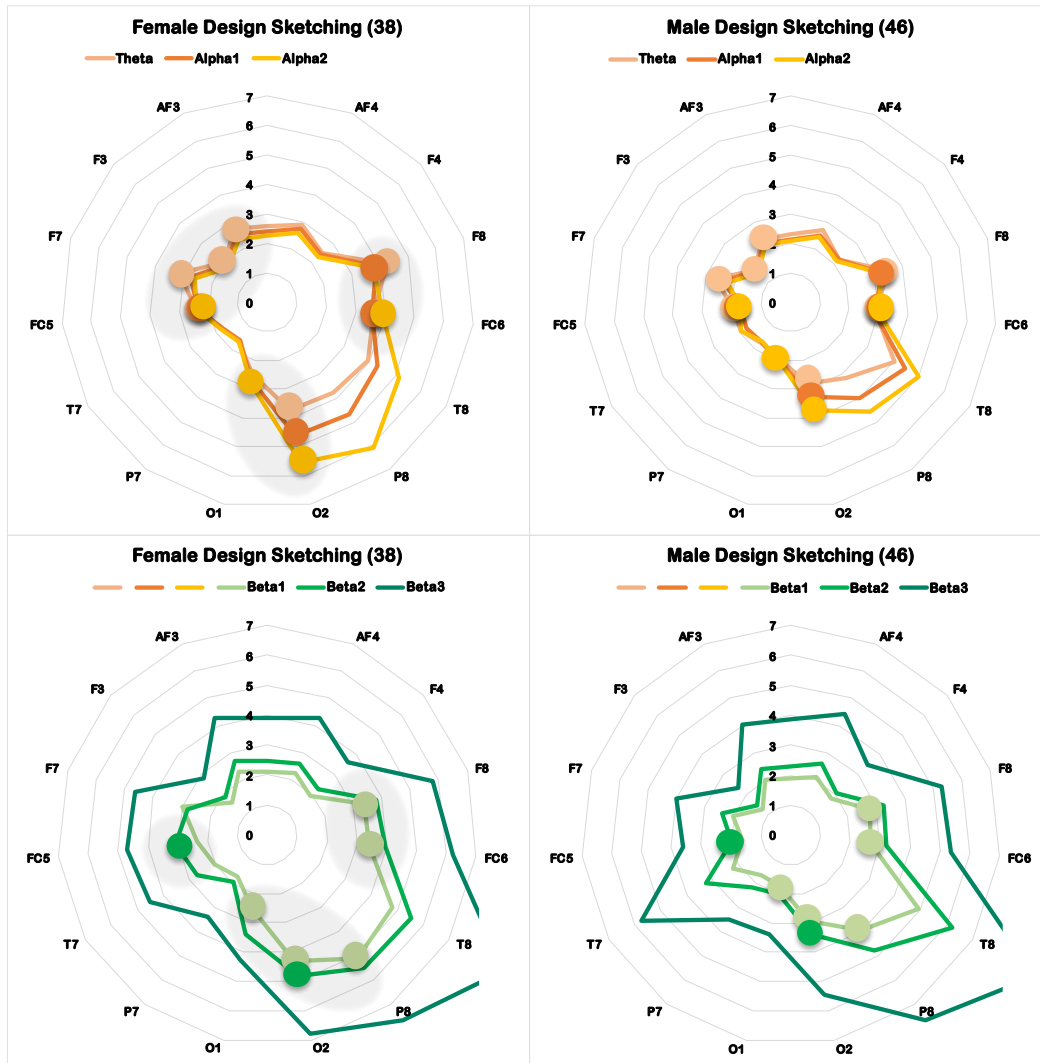 Female Design Sketching (38)
Theta Alpha1 Alpha2
7
AF3 AF4
6
F3 5 F4
4
3
F7 F8
2
1
0
FC5 FC6
T7 T8
P7 P8
O1 O2
Male Design Sketching (46)
Theta Alpha1 Alpha2
7
AF3 AF4
6
F3 5 F4
4
3
F7 F8
2
1
0
FC5 FC6
T7 T8
P7 P8
O1 O2
Female Design Sketching (38)
Beta1 Beta2 Beta3
7
AF3 AF4
6
F3 5 F4
4
3
F7 F8
2
1
0
FC5 FC6
T7 T8
P7 P8
O1 O2
Male Design Sketching (46)
Beta1 Beta2 Beta3
7
AF3 AF4
6
F3 5 F4
4
3
F7 F8
2
1
0
FC5 FC6
T7 T8
P7 P8
O1 O2